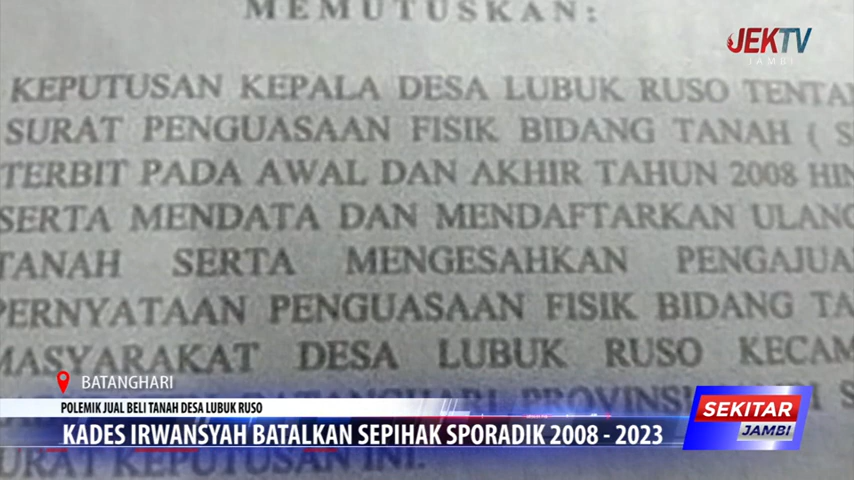 MEMUTUSKAN:
JEKTV
JAMBI
KEPUTUSAN KEPALA DESA LUBUK RUSO
SURAT PENGUASAAN FISIK BIDANG TANAH (
TERBIT PADA AWAL DAN AKHIR TAHUN 2008
SERTA MENDATA DAN MENDAFTARKAN ULANG
TANAH SERTA MENGESAHKAN
PERNYATAAN PENGUASAAN FISIK BIDANG
MASYARAKAT DESA LUBUK RUSO
BATANGHARI
POLEMIK JUAL BELI TANAH DESA LUBUK RUSO
KADES IRWANSYAH BATALKAN SEPIHAK SPORADIK 2008 - 2023
SEKITAR
JAMBI
SURAT KEPUTUSAN INI.